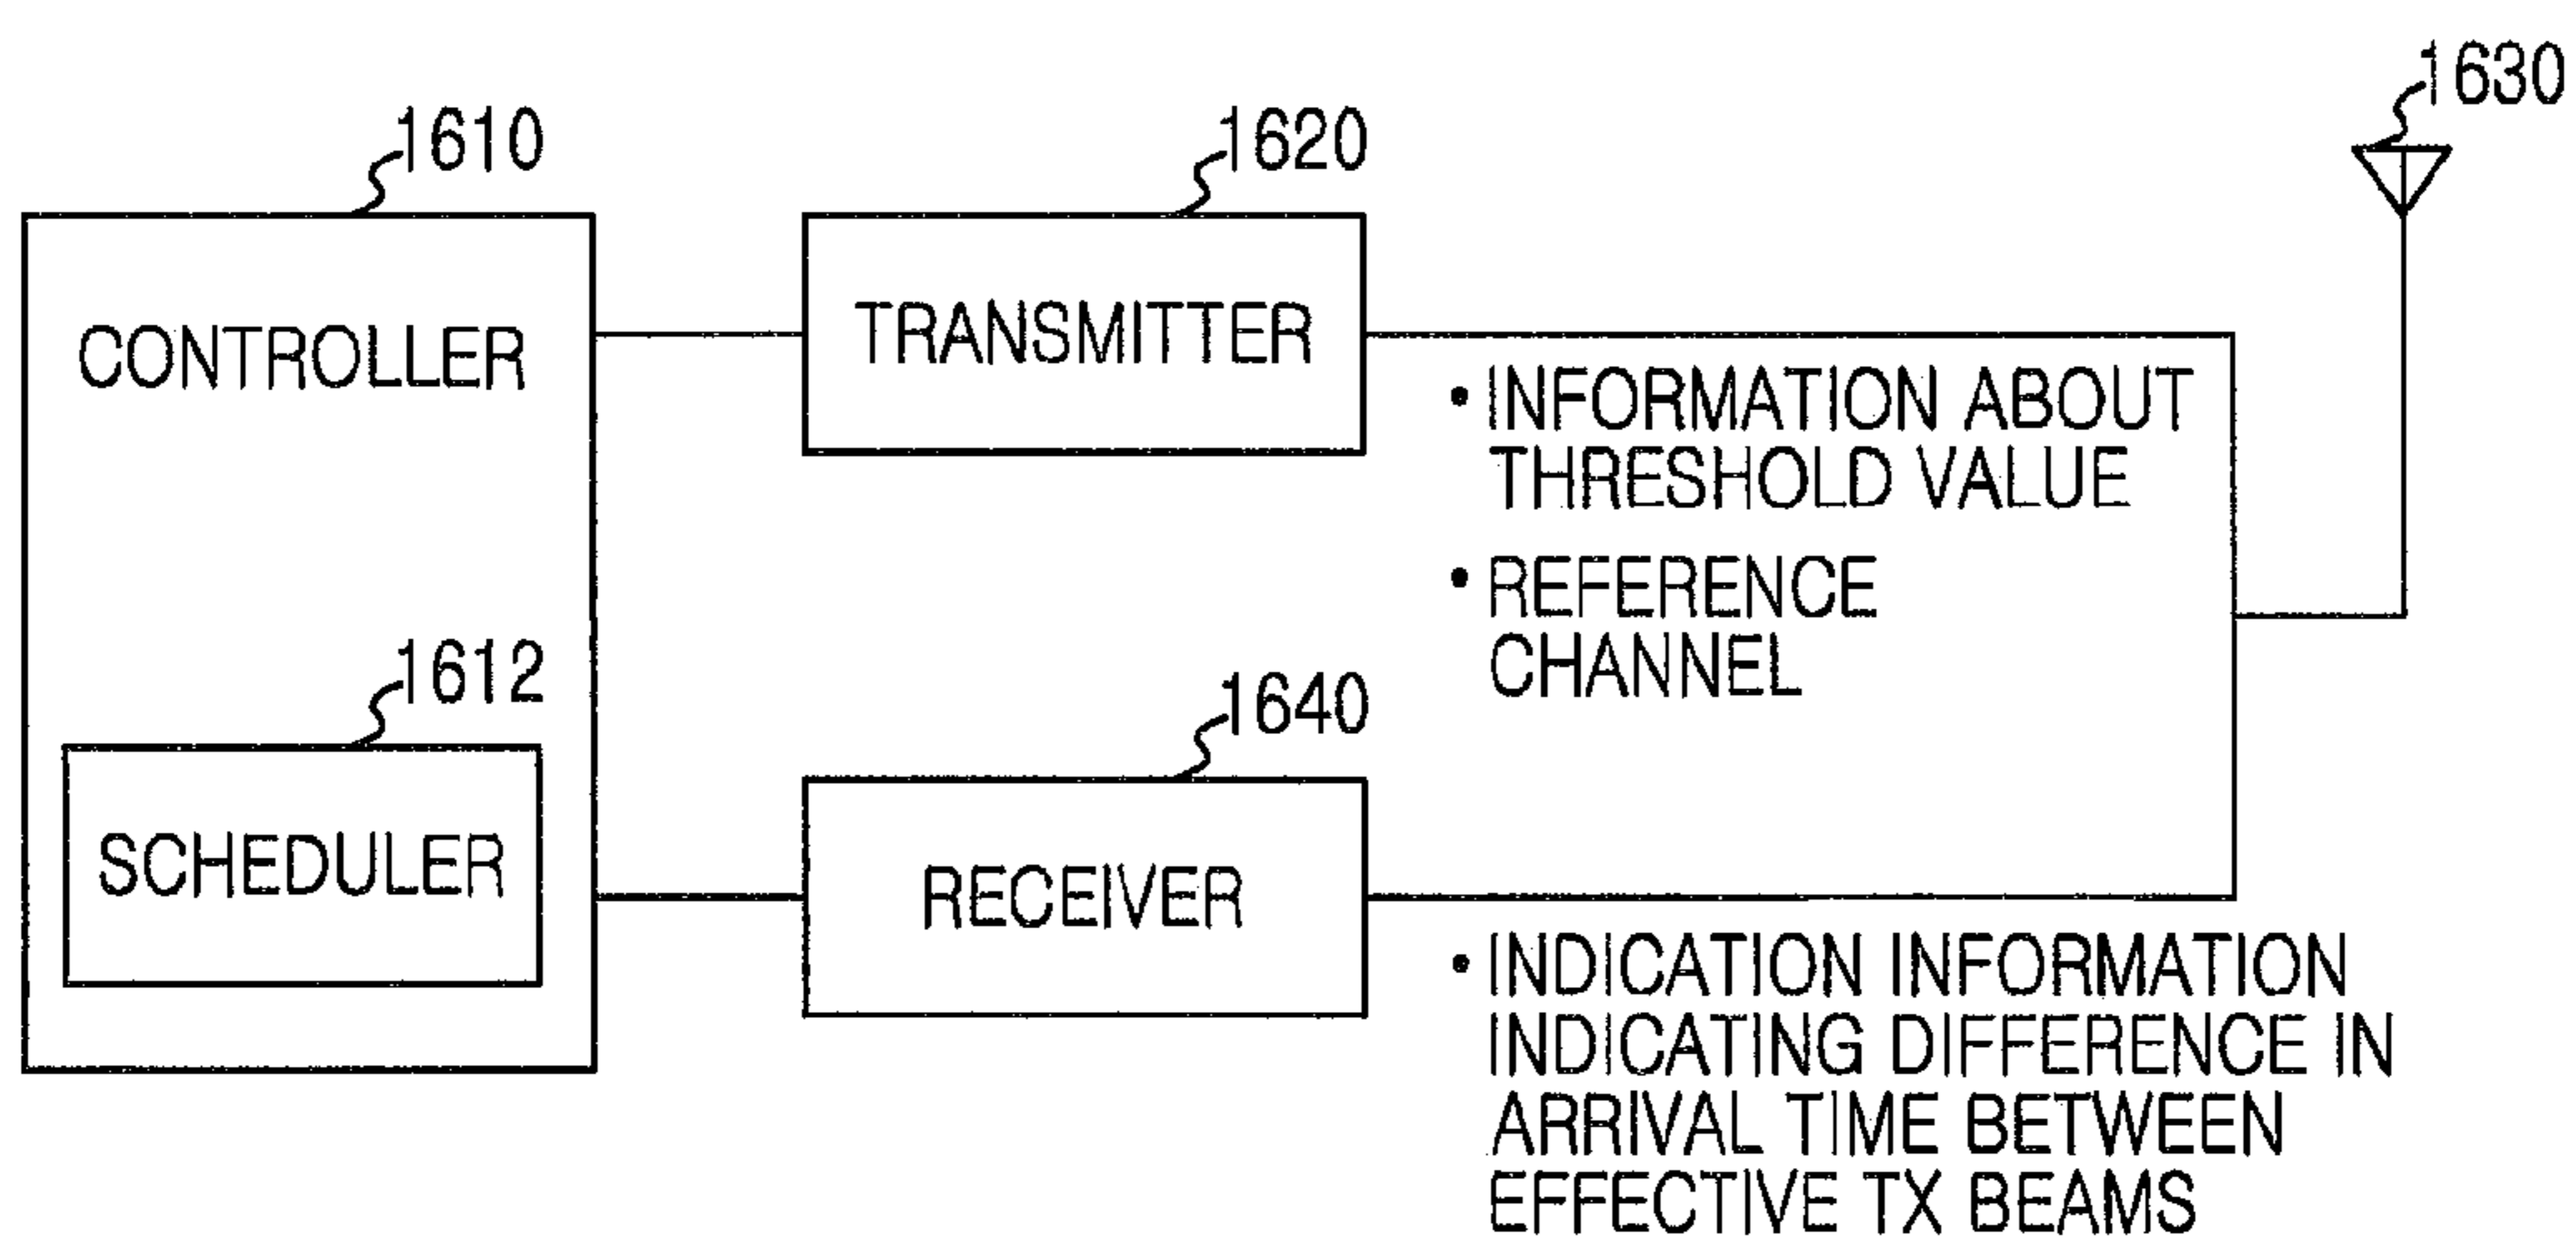 1630
1610
1620
CONTROLLER
TRANSMITTER
• INFORMATION ABOUT
THRESHOLD VALUE
• REFERENCE
CHANNEL
1612
1640
SCHEDULER
RECEIVER
• INDICATION INFORMATION
INDICATING DIFFERENCE IN
ARRIVAL TIME BETWEEN
EFFECTIVE TX BEAMS